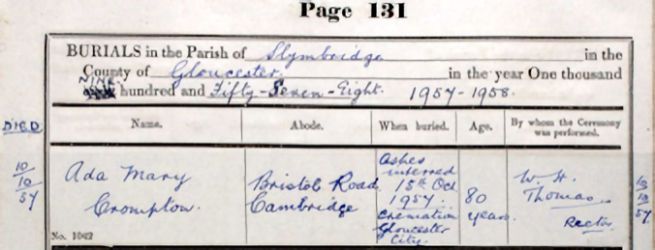 Page 131
BURIALS in the Parish of Slymbridge in the
County of Gloucester in the year One thousand
NINE hundred and Fifty-Seven-Eight. 1957-1958.
DIED
Name. Abode. When buried. Age. By whom the Ceremony was performed.
10/10/57
Ada Mary
Crompton.
Bristol Road
Cambridge
Ashes
interred
15th Oct
1957.
Cremation
Gloucester
City.
80
years.
W. H.
Thomas
Rector
No. 1042